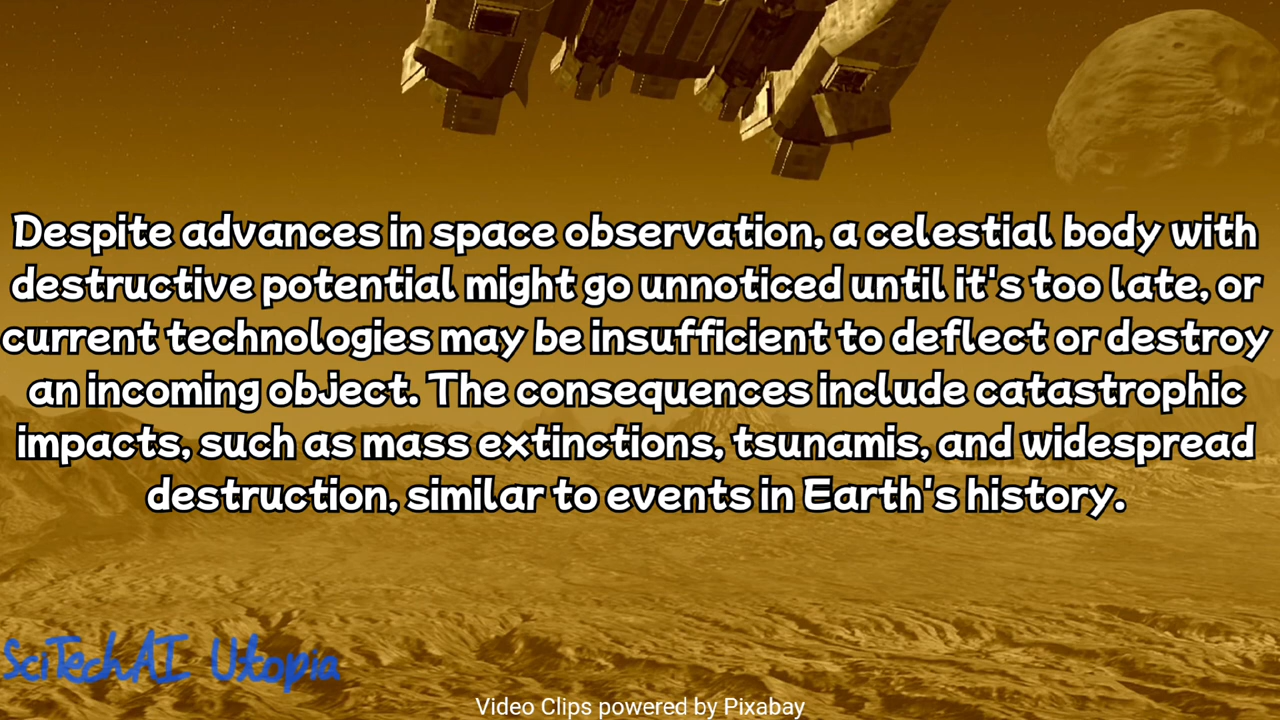 Despite advances in space observation, a celestial body with
destructive potential might go unnoticed until it's too late, or
current technologies may be insufficient to deflect or destroy
an incoming object. The consequences include catastrophic
impacts, such as mass extinctions, tsunamis, and widespread
destruction, similar to events in Earth's history.
SciTechAI Utopia
Video Clips powered by Pixabay